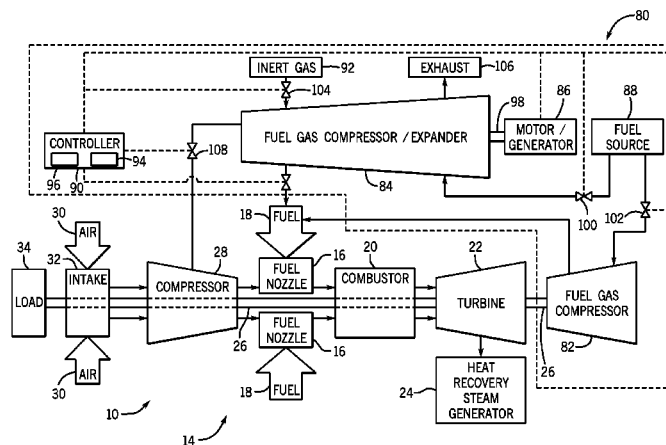 80
INERT GAS
92
EXHAUST
106
104
98
86
88
FUEL GAS COMPRESSOR / EXPANDER
MOTOR /
GENERATOR
FUEL
SOURCE
CONTROLLER
94
96
90
108
84
100
102
30
AIR
18
FUEL
34
32
INTAKE
28
16
20
22
LOAD
COMPRESSOR
FUEL
NOZZLE
COMBUSTOR
TURBINE
FUEL GAS
COMPRESSOR
26
FUEL
NOZZLE
16
26
82
30
AIR
18
FUEL
24
HEAT
RECOVERY
STEAM
GENERATOR
10
14